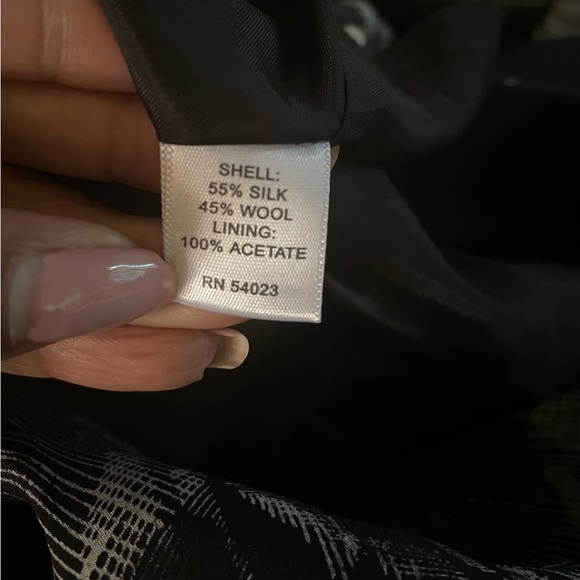 SHELL:
55% SILK
45% WOOL
LINING:
100% ACETATE
RN 54023